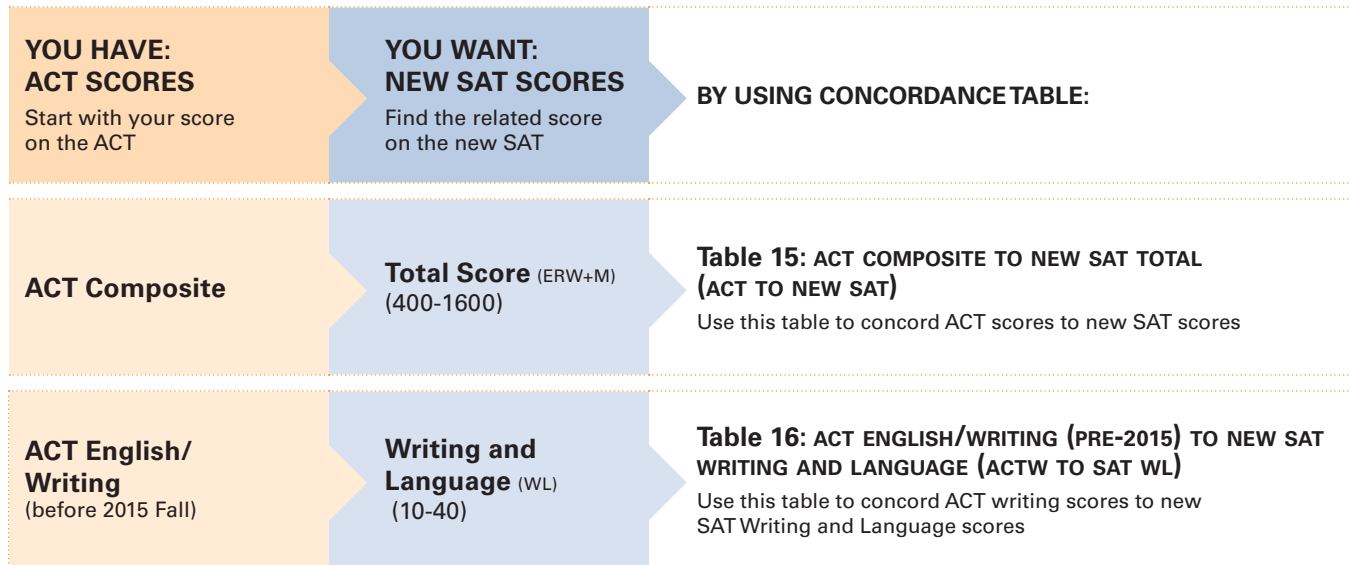 YOU HAVE:
ACT SCORES
Start with your score
on the ACT
YOU WANT:
NEW SAT SCORES
Find the related score
on the new SAT
BY USING CONCORDANCE TABLE:
ACT Composite
Total Score (ERW+M)
(400-1600)
Table 15: ACT COMPOSITE TO NEW SAT TOTAL
(ACT TO NEW SAT)
Use this table to concord ACT scores to new SAT scores
ACT English/
Writing
(before 2015 Fall)
Writing and
Language (WL)
(10-40)
Table 16: ACT ENGLISH/WRITING (PRE-2015) TO NEW SAT
WRITING AND LANGUAGE (ACTW TO SAT WL)
Use this table to concord ACT writing scores to new
SAT Writing and Language scores